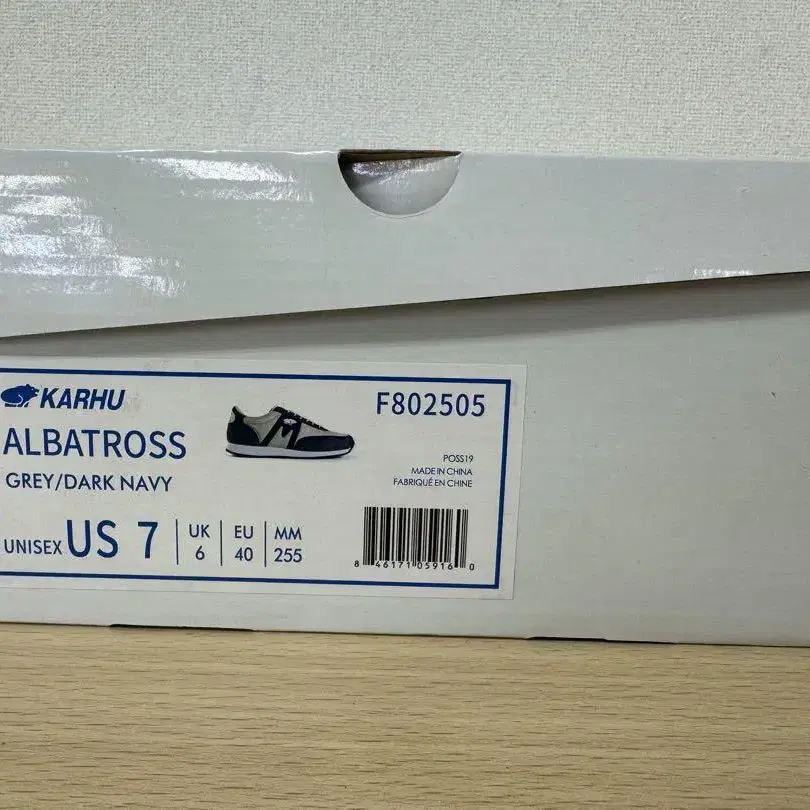 KARHU
F802505
ALBATROSS
GREY/DARK NAVY
POSS19
MADE IN CHINA
FABRIQUÉ EN CHINE
UNISEX US 7
UK
6
EU
40
MM
255
8 46171 05916 0